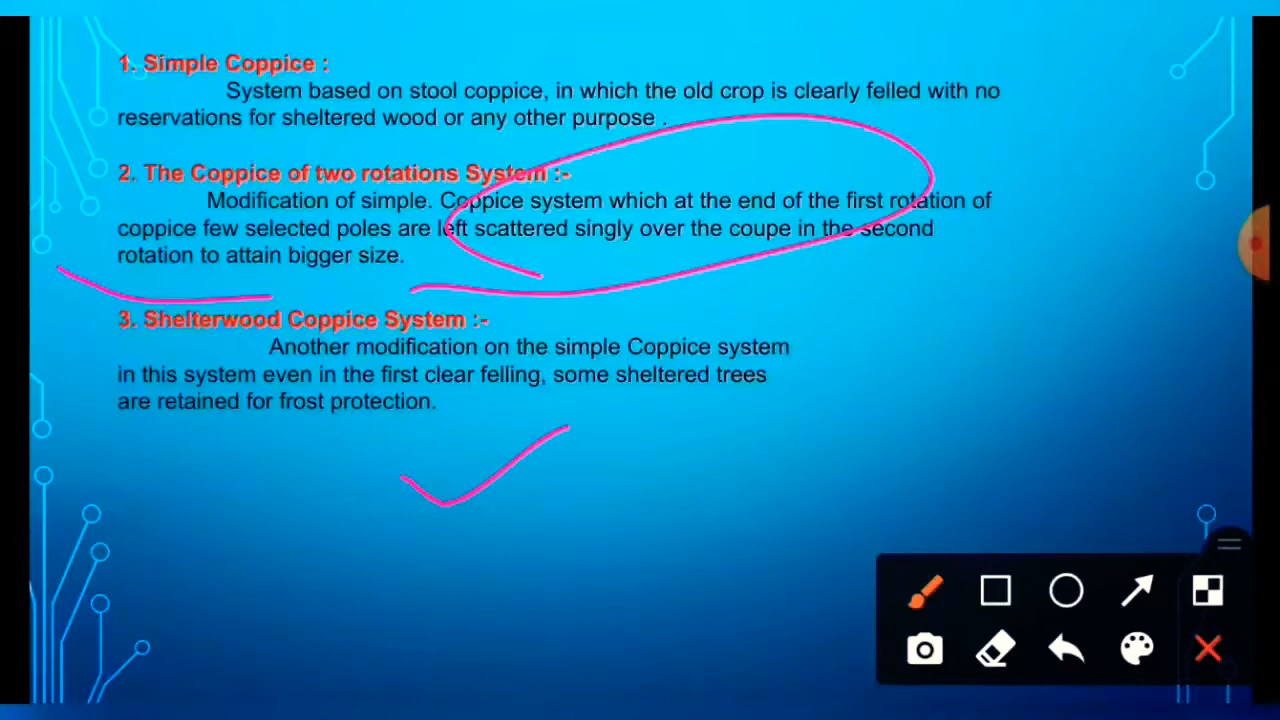 1. Simple Coppice :
System based on stool coppice, in which the old crop is clearly felled with no
reservations for sheltered wood or any other purpose .
2. The Coppice of two rotations System :-
Modification of simple. Coppice system which at the end of the first rotation of
coppice few selected poles are left scattered singly over the coupe in the second
rotation to attain bigger size.
3. Shelterwood Coppice System :-
Another modification on the simple Coppice system
in this system even in the first clear felling, some sheltered trees
are retained for frost protection.